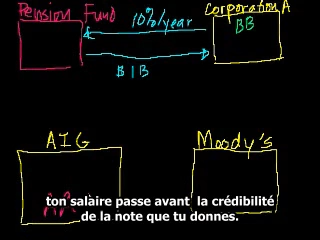 Pension Fund
Corporation A
10%/year
BB
$ 1B
AIG
Moody's
AA
ton salaire passe avant la crédibilité
de la note que tu donnes.